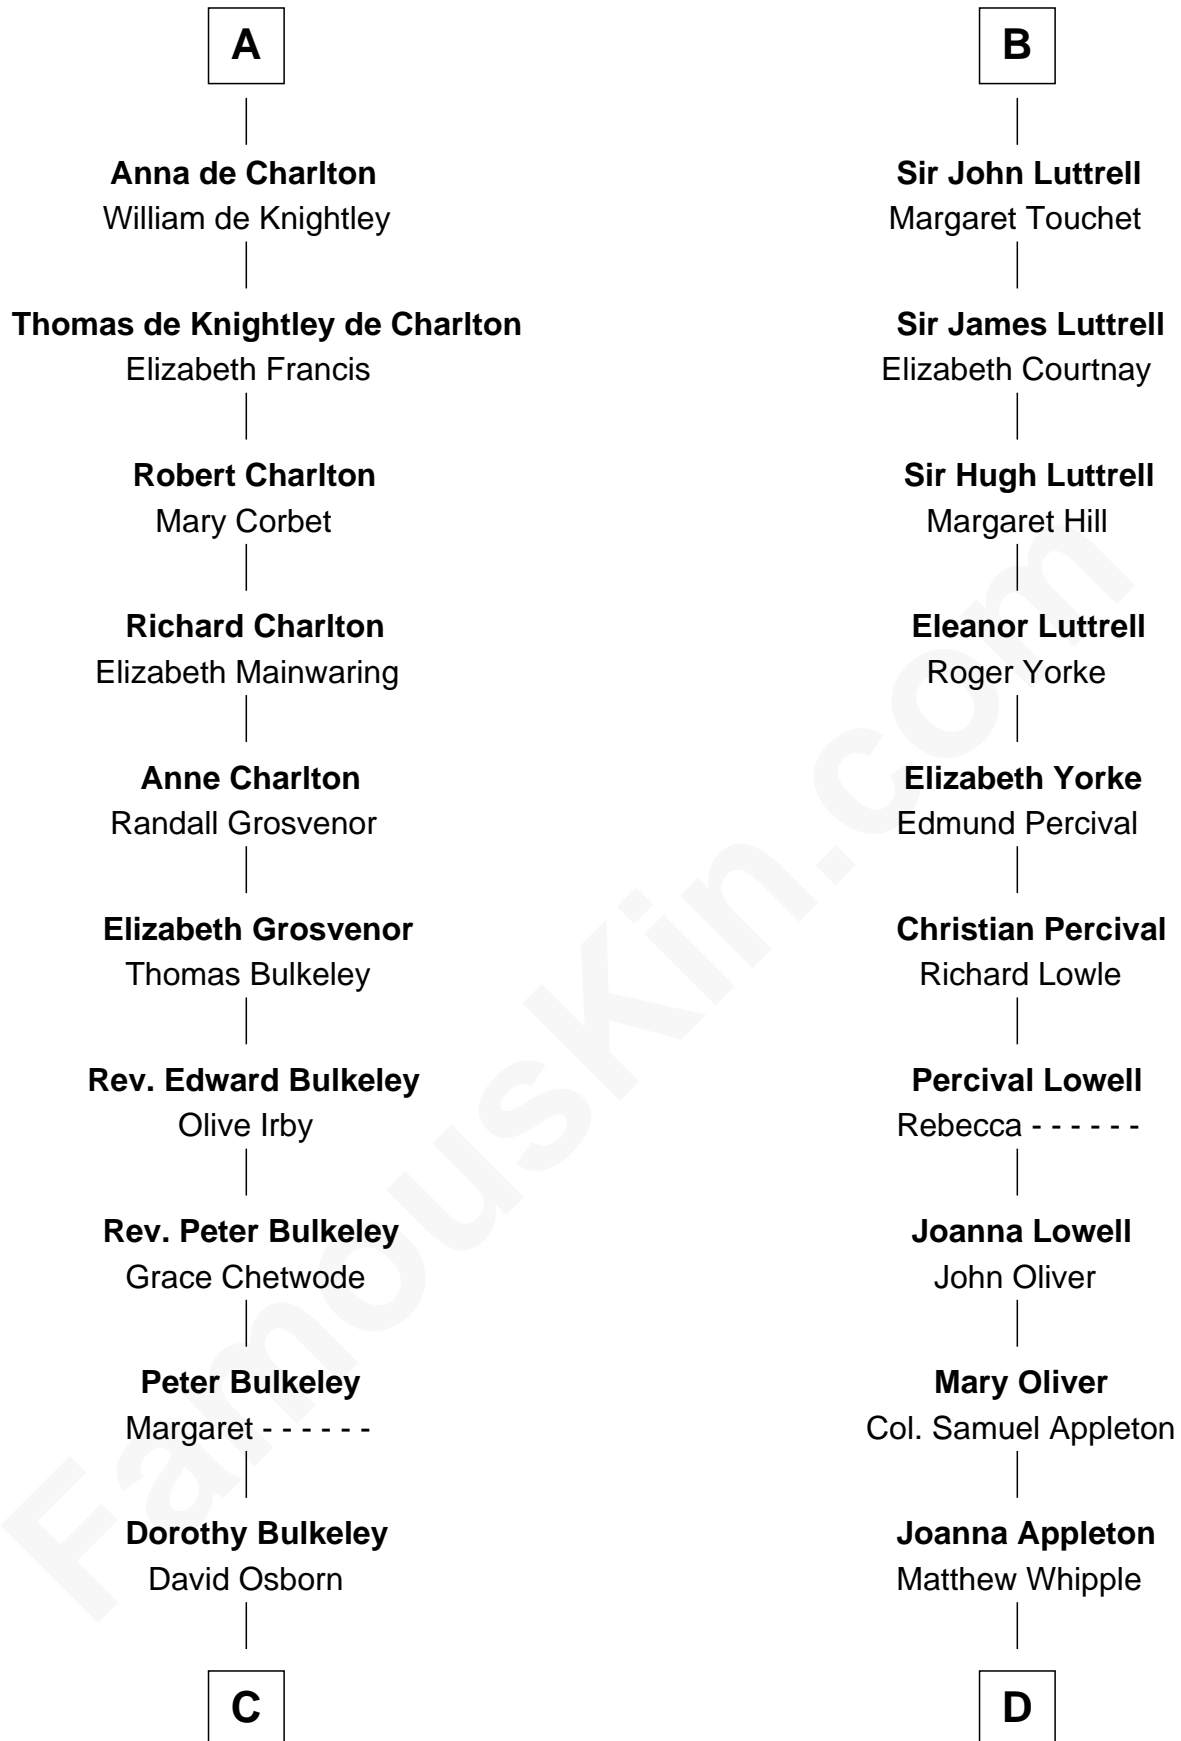 A
Anna de Charlton
William de Knightley
Thomas de Knightley de Charlton
Elizabeth Francis
Robert Charlton
Mary Corbet
Richard Charlton
Elizabeth Mainwaring
Anne Charlton
Randall Grosvenor
Elizabeth Grosvenor
Thomas Bulkeley
Rev. Edward Bulkeley
Olive Irby
Rev. Peter Bulkeley
Grace Chetwode
Peter Bulkeley
Margaret - - - - - -
Dorothy Bulkeley
David Osborn
C
B
Sir John Luttrell
Margaret Touchet
Sir James Luttrell
Elizabeth Courtnay
Sir Hugh Luttrell
Margaret Hill
Eleanor Luttrell
Roger Yorke
Elizabeth Yorke
Edmund Percival
Christian Percival
Richard Lowle
Percival Lowell
Rebecca - - - - - -
Joanna Lowell
John Oliver
Mary Oliver
Col. Samuel Appleton
Joanna Appleton
Matthew Whipple
D
FamousKin.com